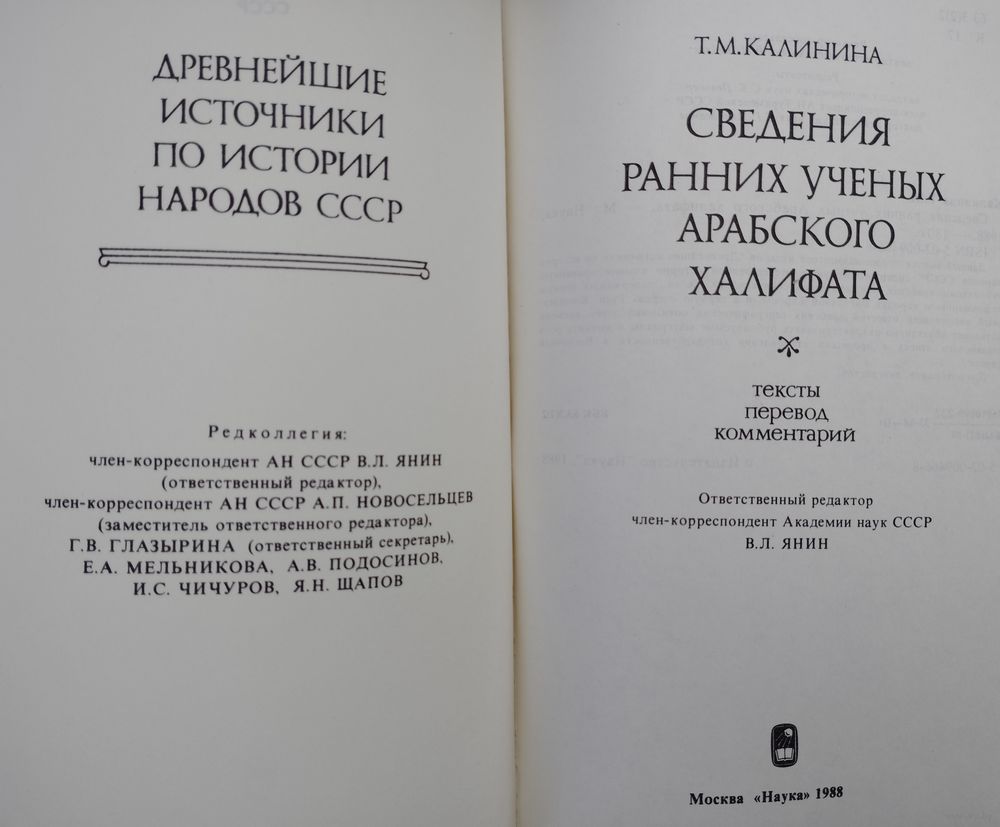 ДРЕВНЕЙШИЕ
ИСТОЧНИКИ
ПО ИСТОРИИ
НАРОДОВ СССР
Редколлегия:
член-корреспондент АН СССР В.Л. ЯНИН
(ответственный редактор),
член-корреспондент АН СССР А.П. НОВОСЕЛЬЦЕВ
(заместитель ответственного редактора),
Г.В. ГЛАЗЫРИНА (ответственный секретарь),
Е.А. МЕЛЬНИКОВА, А.В. ПОДОСИНОВ,
И.С. ЧИЧУРОВ, Я.Н. ЩАПОВ
Т.М.КАЛИНИНА
СВЕДЕНИЯ
РАННИХ УЧЕНЫХ
АРАБСКОГО
ХАЛИФАТА
тексты
перевод
комментарий
Ответственный редактор
член-корреспондент Академии наук СССР
В.Л. ЯНИН
Москва «Наука» 1988